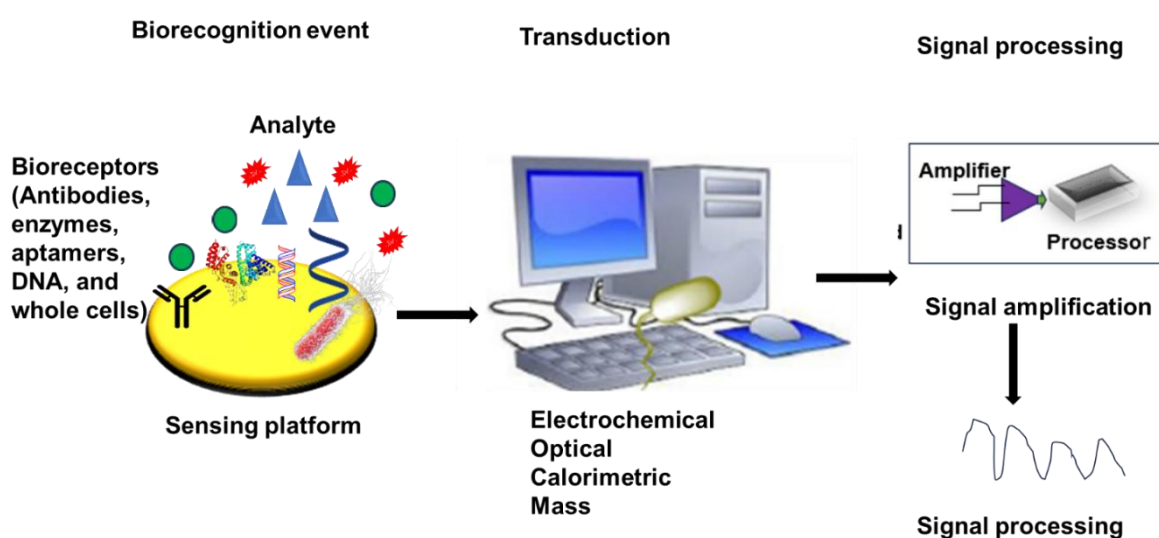 Biorecognition event
Transduction
Signal processing
Analyte
Bioreceptors
(Antibodies,
enzymes,
aptamers,
DNA, and
whole cells)
Sensing platform
Electrochemical
Optical
Calorimetric
Mass
Amplifier
Processor
Signal amplification
Signal processing